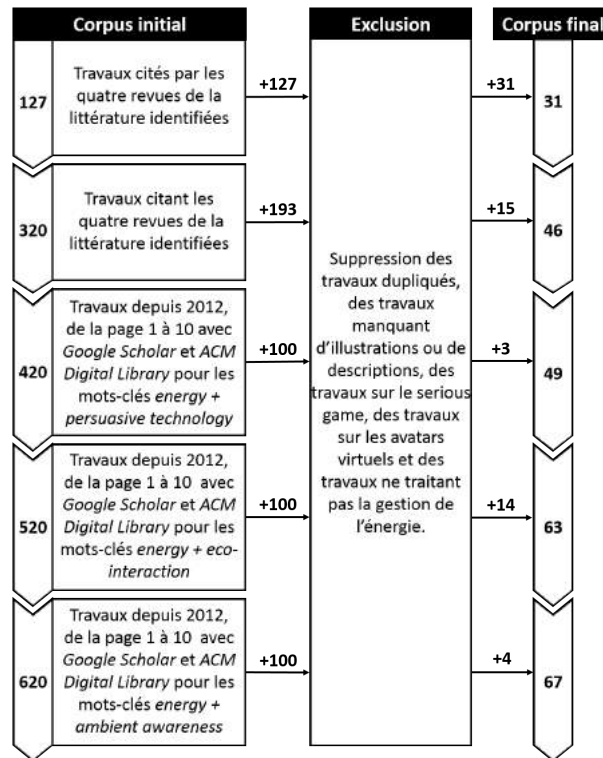 Corpus initial
Exclusion
Corpus final
127
Travaux cités par les
quatre revues de la
littérature identifiées
+127
+31
31
320
Travaux citant les
quatre revues de la
littérature identifiées
+193
+15
46
420
Travaux depuis 2012,
de la page 1 à 10 avec
Google Scholar et ACM
Digital Library pour les
mots-clés energy +
persuasive technology
+100
Suppression des
travaux dupliqués,
des travaux
manquant
d'illustrations ou de
descriptions, des
travaux sur le serious
game, des travaux
sur les avatars
virtuels et des
travaux ne traitant
pas la gestion de
l'énergie.
+3
49
520
Travaux depuis 2012,
de la page 1 à 10 avec
Google Scholar et ACM
Digital Library pour les
mots-clés energy + eco-
interaction
+100
+14
63
620
Travaux depuis 2012,
de la page 1 à 10 avec
Google Scholar et ACM
Digital Library pour les
mots-clés energy +
ambient awareness
+100
+4
67